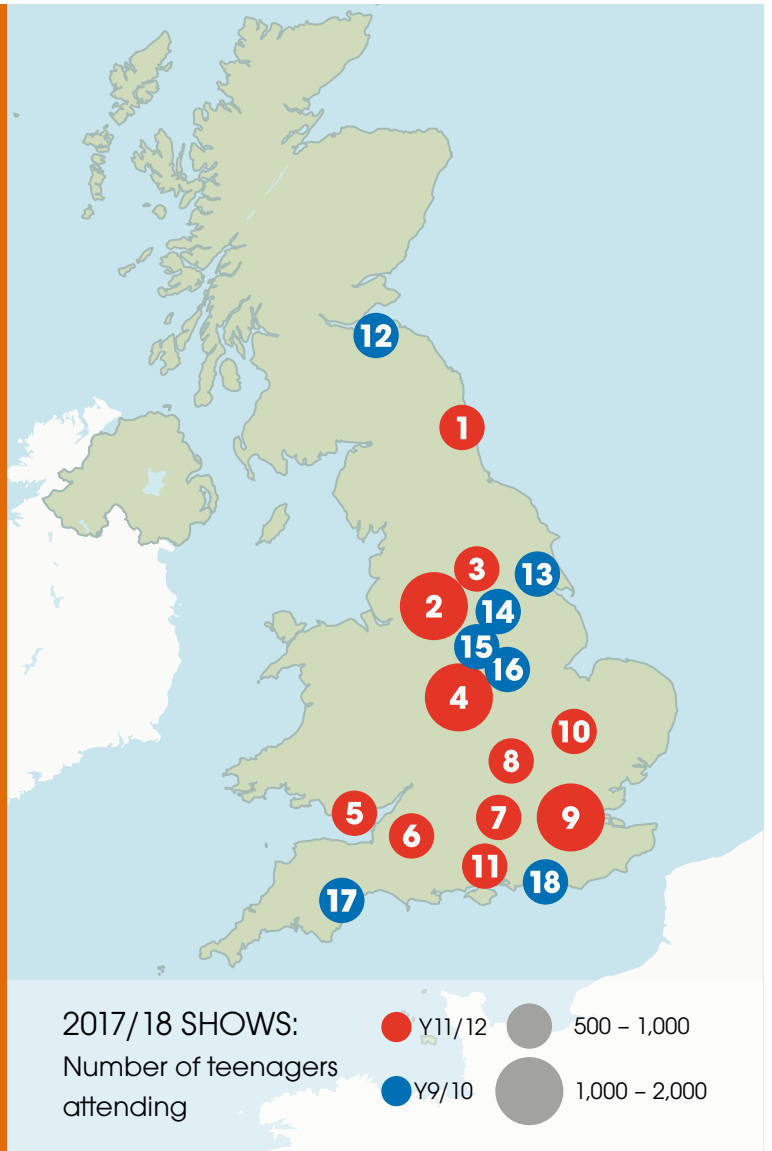 12
1
3
13
2
14
15
16
4
10
8
5
7
9
6
11
18
17
2017/18 SHOWS:
Number of teenagers
attending
Y11/12
500 – 1,000
Y9/10
1,000 – 2,000